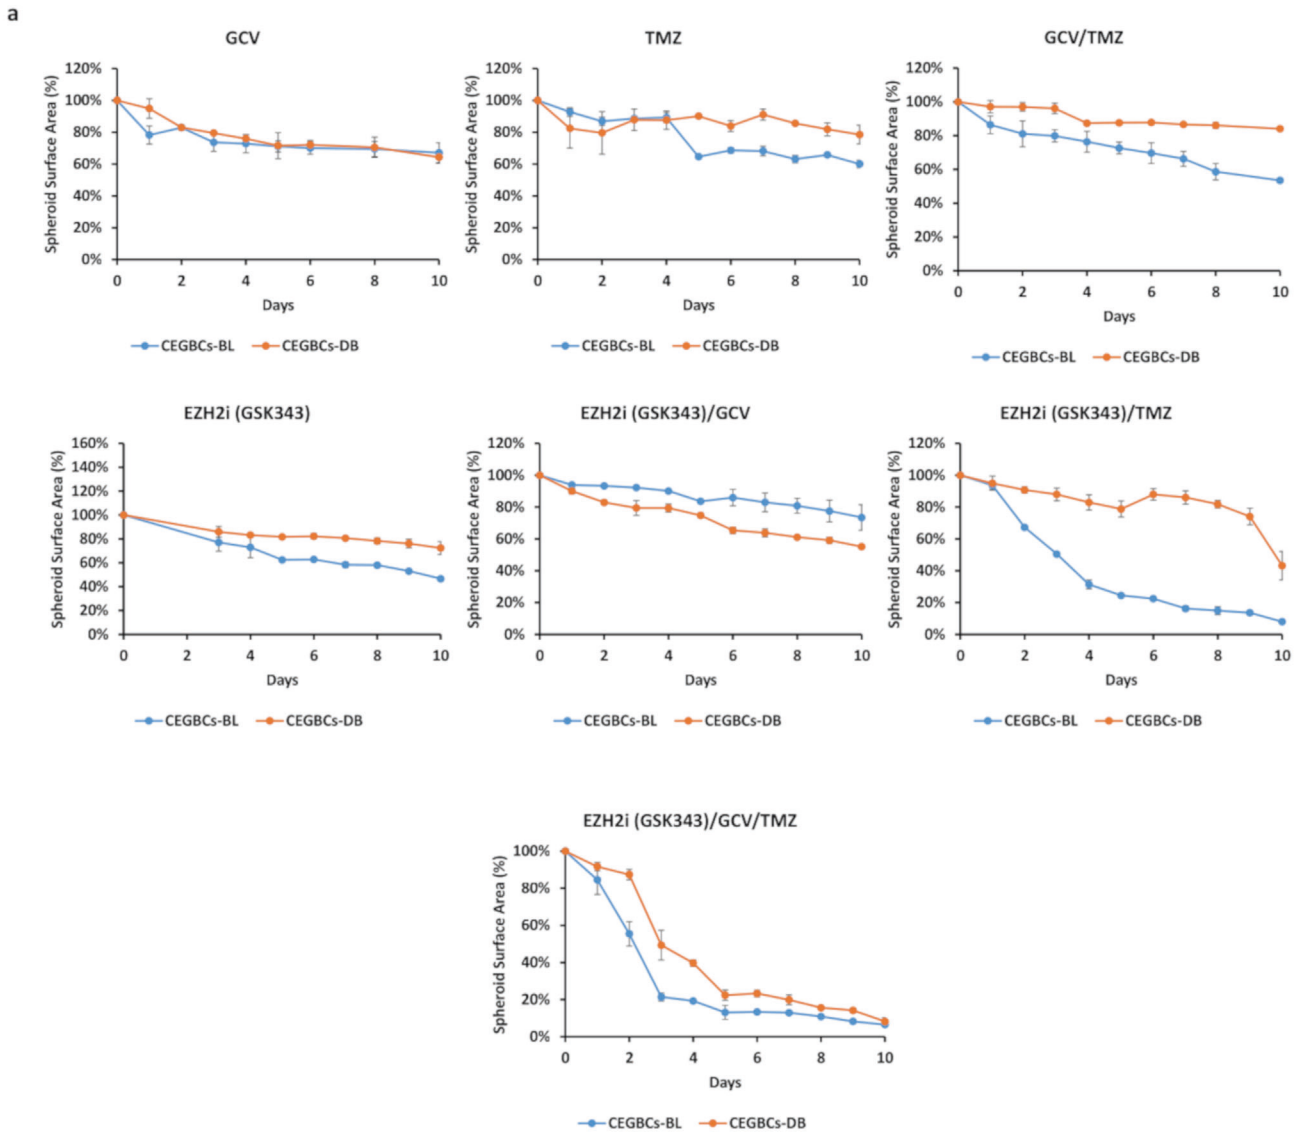 a
GCV
Spheroid Surface Area (%)
120%
100%
80%
60%
40%
20%
0%
0 2 4 6 8 10
Days
CEGBCs-BL CEGBCs-DB
TMZ
Spheroid Surface Area (%)
120%
100%
80%
60%
40%
20%
0%
0 2 4 6 8 10
Days
CEGBCs-BL CEGBCs-DB
GCV/TMZ
Spheroid Surface Area (%)
120%
100%
80%
60%
40%
20%
0%
0 2 4 6 8 10
Days
CEGBCs-BL CEGBCs-DB
EZH2i (GSK343)
Spheroid Surface Area (%)
160%
140%
120%
100%
80%
60%
40%
20%
0%
0 2 4 6 8 10
Days
CEGBCs-BL CEGBCs-DB
EZH2i (GSK343)/GCV
Spheroid Surface Area (%)
120%
100%
80%
60%
40%
20%
0%
0 2 4 6 8 10
Days
CEGBCs-BL CEGBCs-DB
EZH2i (GSK343)/TMZ
Spheroid Surface Area (%)
120%
100%
80%
60%
40%
20%
0%
0 2 4 6 8 10
Days
CEGBCs-BL CEGBCs-DB
EZH2i (GSK343)/GCV/TMZ
Spheroid Surface Area (%)
100%
80%
60%
40%
20%
0%
0 2 4 6 8 10
Days
CEGBCs-BL CEGBCs-DB